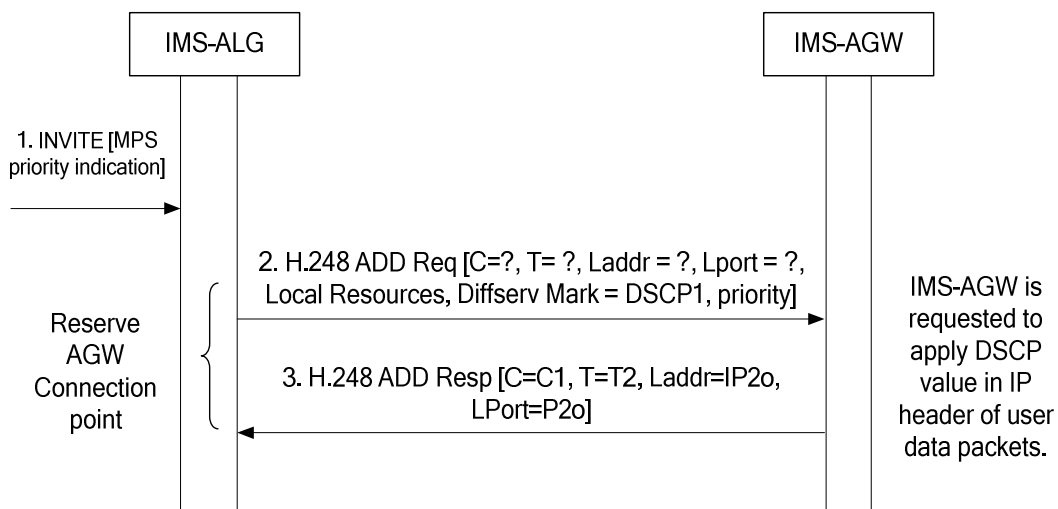 IMS-ALG
IMS-AGW
1. INVITE [MPS
priority indication]
2. H.248 ADD Req [C=?, T= ?, Laddr = ?, Lport = ?,
Local Resources, Diffserv Mark = DSCP1, priority]
Reserve
AGW
Connection
point
3. H.248 ADD Resp [C=C1, T=T2, Laddr=IP2o,
LPort=P2o]
IMS-AGW is
requested to
apply DSCP
value in IP
header of user
data packets.